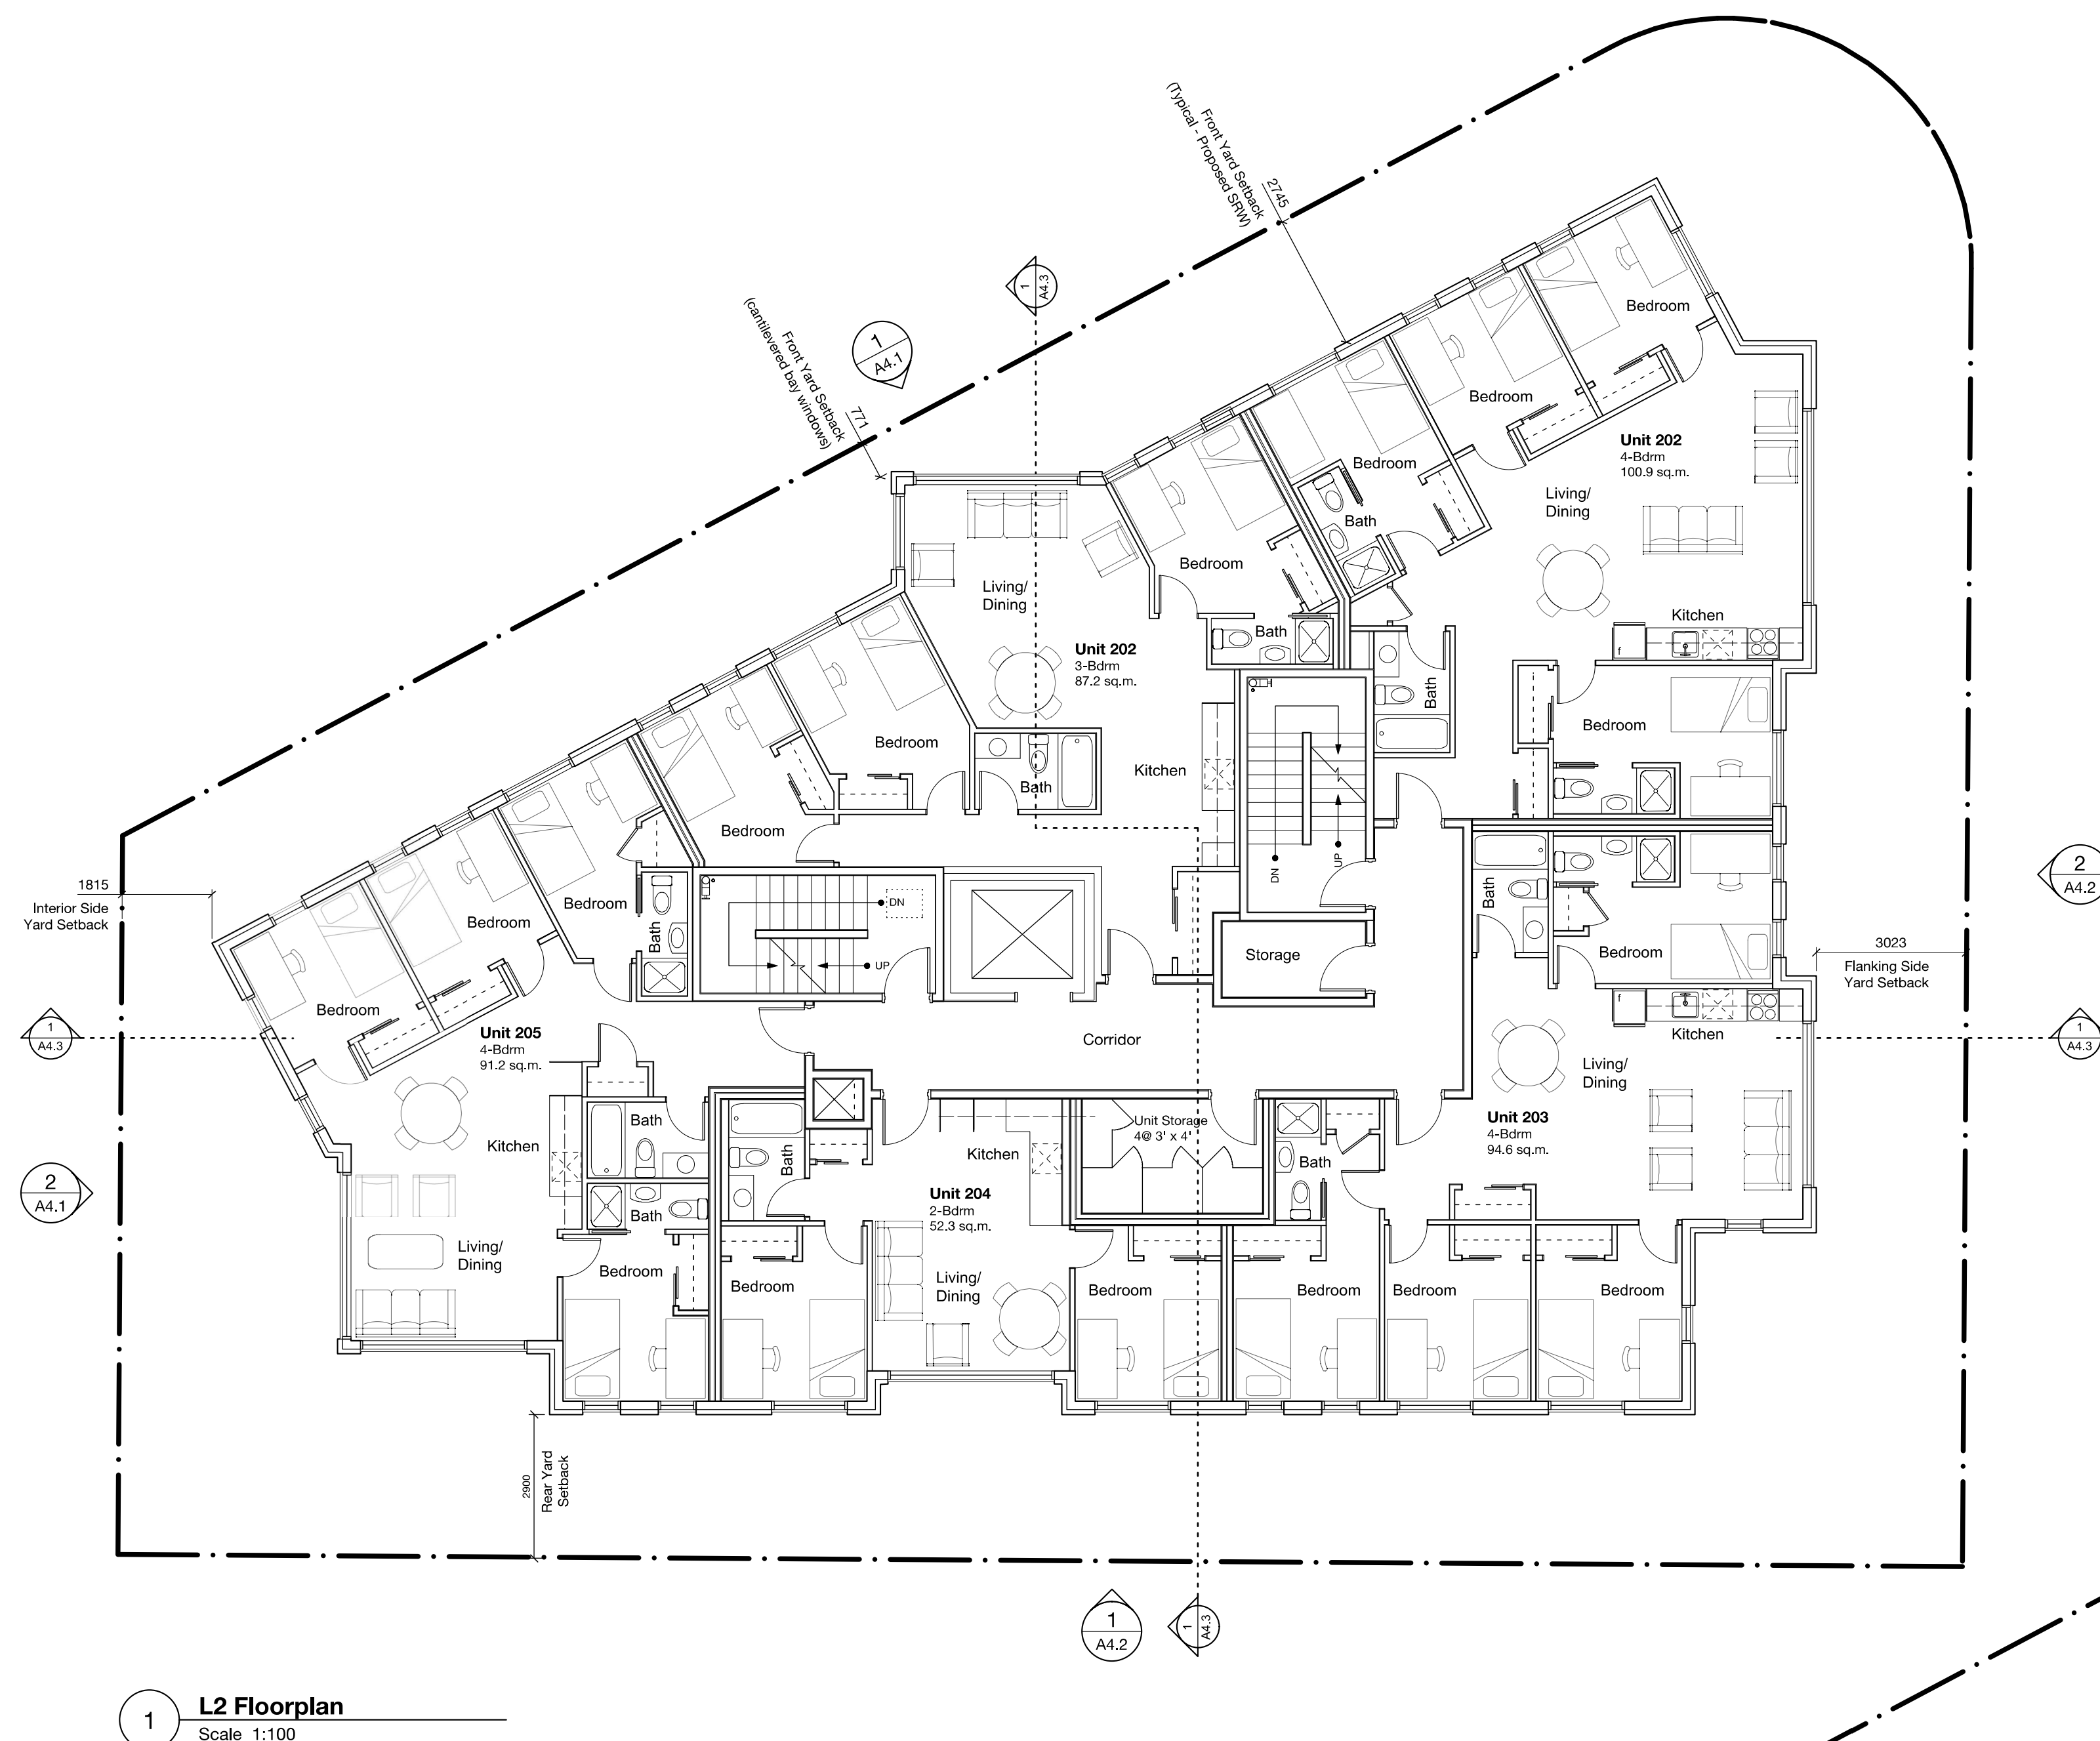 Front Yard Setback
(Typical - Proposed SRW)
2745
Front Yard Setback
(cantilevered bay windows)
771
1
A4.3
1
A4.1
Bedroom
Bedroom
Bedroom
Unit 202
4-Bdrm
100.9 sq.m.
Living/
Dining
Bath
Bedroom
Living/
Dining
Kitchen
f
Bath
Unit 202
3-Bdrm
87.2 sq.m.
Bath
Bedroom
Bedroom
Kitchen
Bath
Bedroom
DN
UP
1815
Interior Side
Yard Setback
Bedroom
Bedroom
Bath
DN
UP
Storage
Bath
Bedroom
f
Kitchen
2
A4.2
3023
Flanking Side
Yard Setback
Bedroom
1
A4.3
Unit 205
4-Bdrm
91.2 sq.m.
Corridor
Living/
Dining
1
A4.3
Kitchen
Bath
Bath
Kitchen
Unit Storage
4@ 3' x 4'
Bath
Unit 203
4-Bdrm
94.6 sq.m.
2
A4.1
Bath
Unit 204
2-Bdrm
52.3 sq.m.
Living/
Dining
Bedroom
Bedroom
Living/
Dining
Bedroom
Bedroom
Bedroom
Bedroom
2900
Rear Yard
Setback
1
A4.2
1
A4.3
1
L2 Floorplan
Scale 1:100